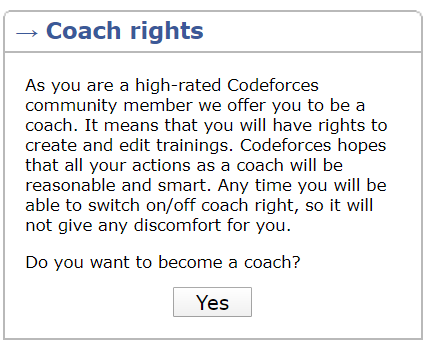 → Coach rights
As you are a high-rated Codeforces
community member we offer you to be a
coach. It means that you will have rights to
create and edit trainings. Codeforces hopes
that all your actions as a coach will be
reasonable and smart. Any time you will be
able to switch on/off coach right, so it will
not give any discomfort for you.
Do you want to become a coach?
Yes